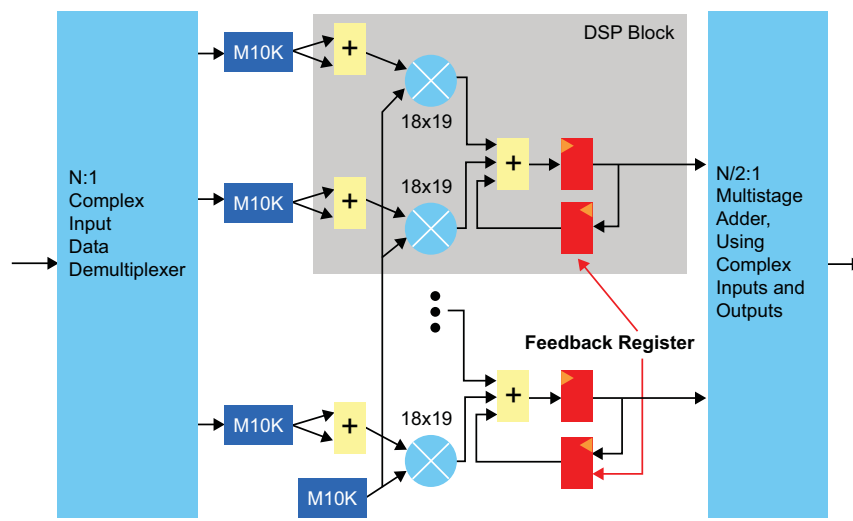 DSP Block
N:1
Complex
Input
Data
Demultiplexer
M10K
+
18x19
M10K
+
18x19
+
N/2:1
Multistage
Adder,
Using
Complex
Inputs and
Outputs
Feedback Register
M10K
+
18x19
+
M10K